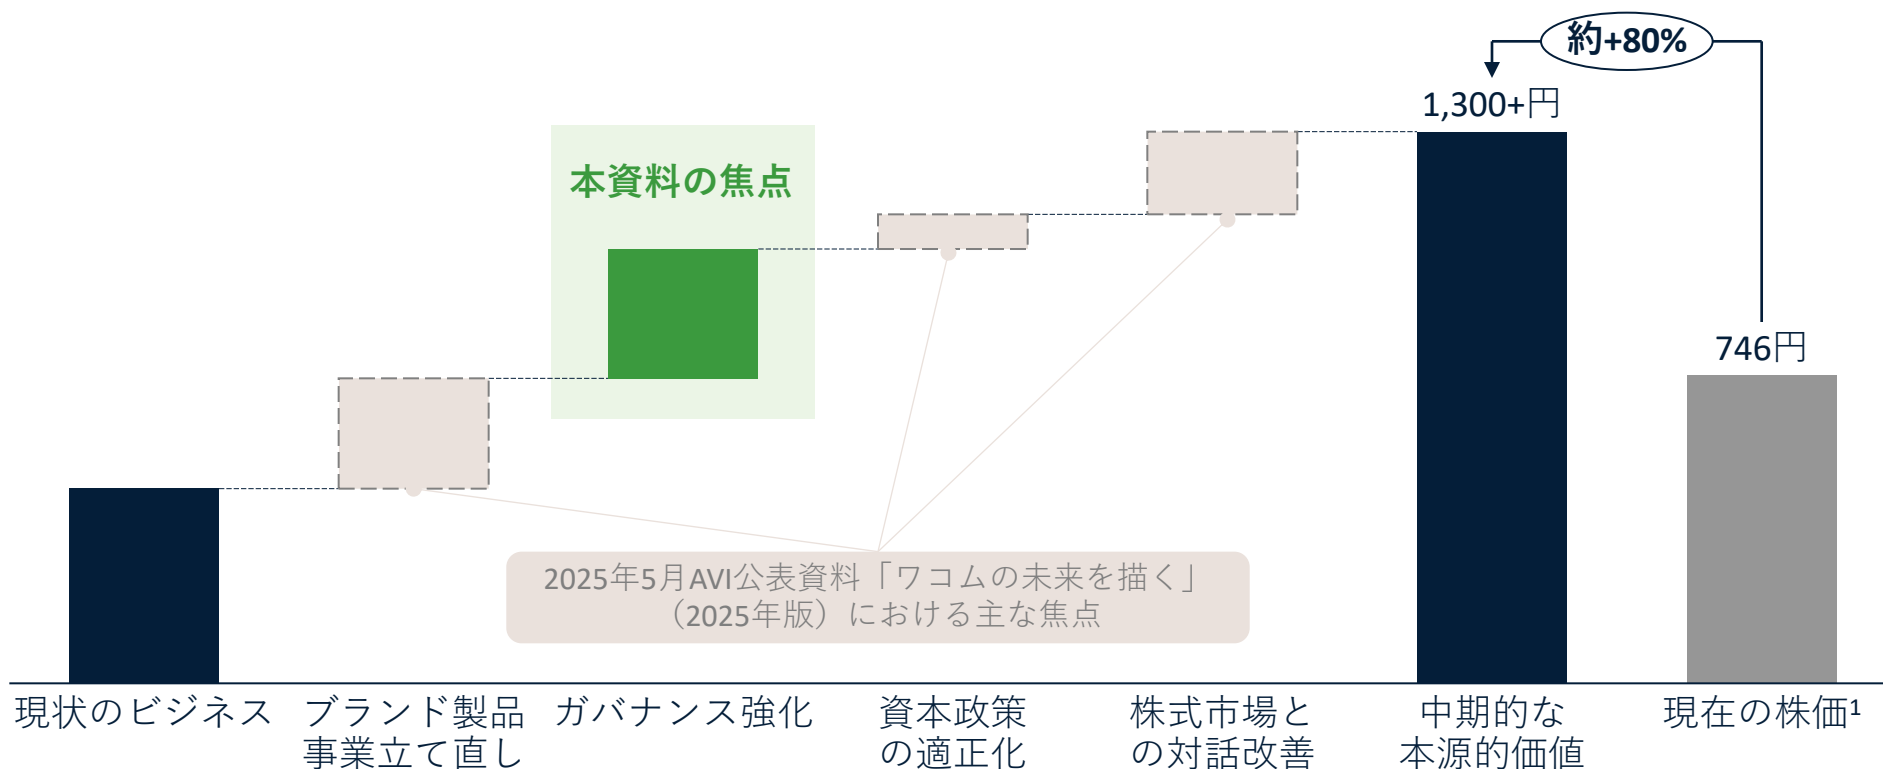 約+80%
1,300+円
本資料の焦点
746円
2025年5月AVI公表資料「ワコムの未来を描く」
（2025年版）における主な焦点
現状のビジネス
ブランド製品
事業立て直し
ガバナンス強化
資本政策
の適正化
株式市場と
の対話改善
中期的な
本源的価値
現在の株価¹